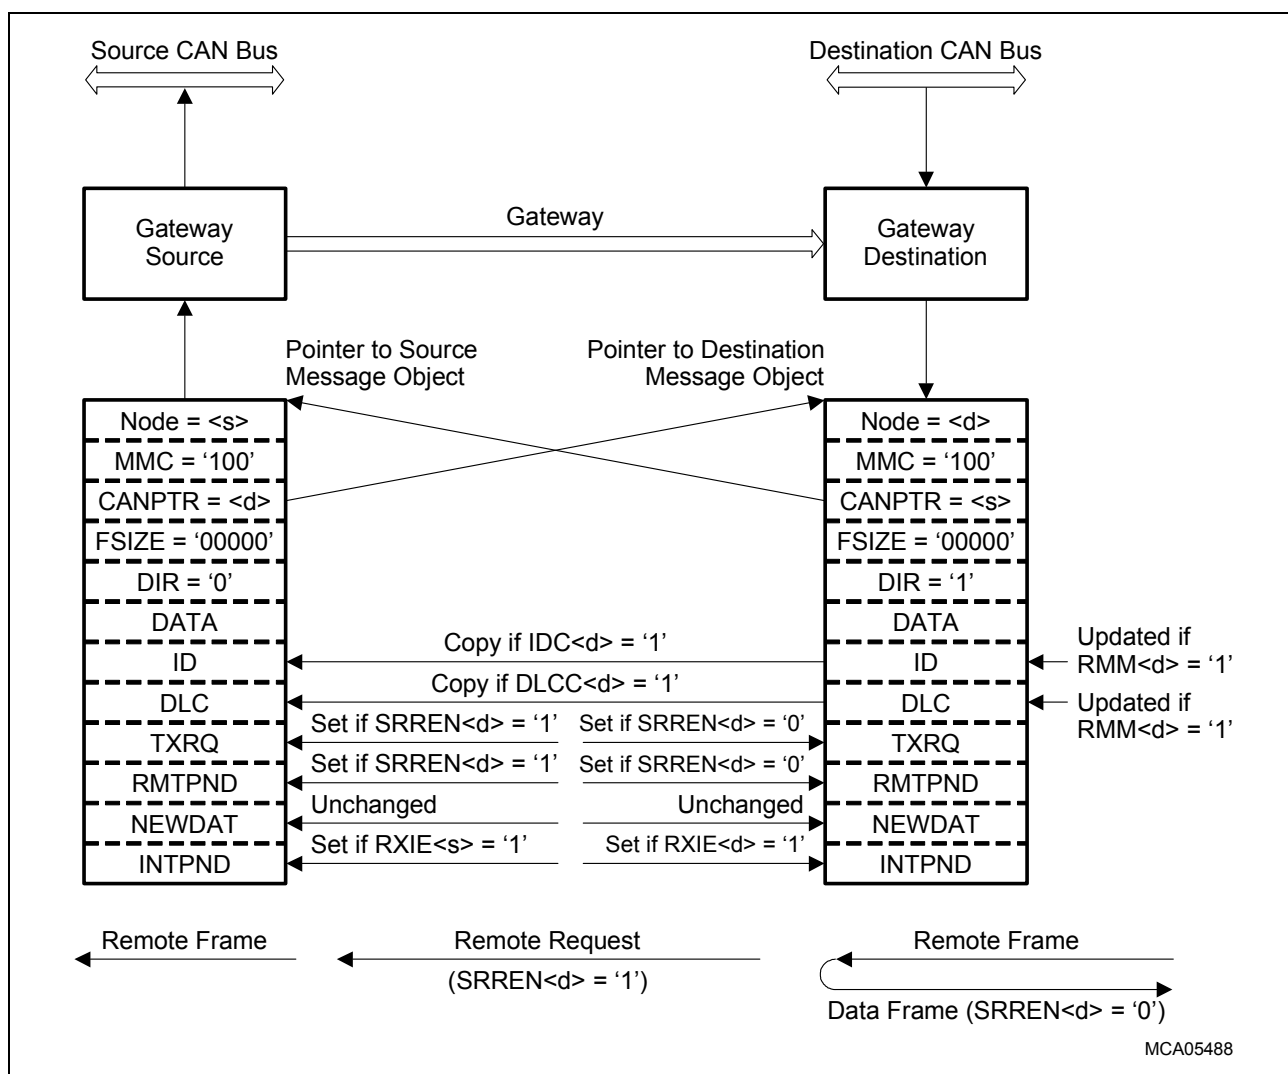 Source CAN Bus
Destination CAN Bus
Gateway
Source
Gateway
Gateway
Destination
Pointer to Source
Message Object
Pointer to Destination
Message Object
Node = <s>
MMC = ‘100’
CANPTR = <d>
FSIZE = ‘00000’
DIR = ‘0’
DATA
ID
DLC
TXRQ
RMTPND
NEWDAT
INTPND
Copy if IDC<d> = ‘1’
Copy if DLCC<d> = ‘1’
Set if SRREN<d> = ‘1’
Set if SRREN<d> = ‘0’
Set if SRREN<d> = ‘1’
Set if SRREN<d> = ‘0’
Unchanged
Unchanged
Set if RXIE<s> = ‘1’
Set if RXIE<d> = ‘1’
Node = <d>
MMC = ‘100’
CANPTR = <s>
FSIZE = ‘00000’
DIR = ‘1’
DATA
ID
DLC
TXRQ
RMTPND
NEWDAT
INTPND
Updated if
RMM<d> = ‘1’
Updated if
RMM<d> = ‘1’
Remote Frame
Remote Request
(SRREN<d> = ‘1’)
Remote Frame
Data Frame (SRREN<d> = ‘0’)
MCA05488